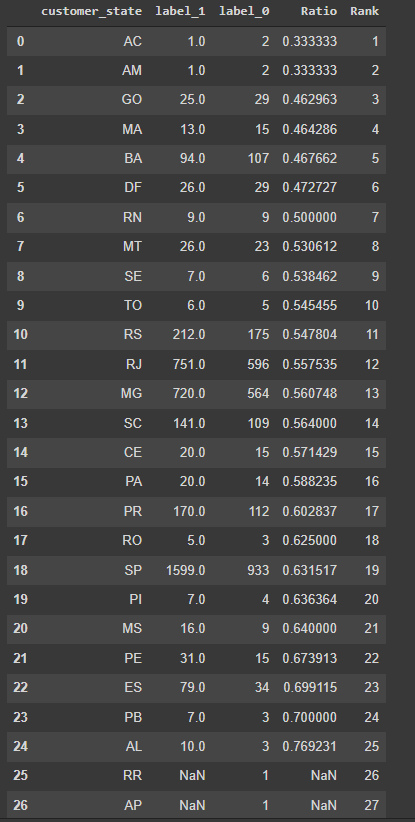 customer_state label_1 label_0 Ratio Rank
0 AC 1.0 2 0.333333 1
1 AM 1.0 2 0.333333 2
2 GO 25.0 29 0.462963 3
3 MA 13.0 15 0.464286 4
4 BA 94.0 107 0.467662 5
5 DF 26.0 29 0.472727 6
6 RN 9.0 9 0.500000 7
7 MT 26.0 23 0.530612 8
8 SE 7.0 6 0.538462 9
9 TO 6.0 5 0.545455 10
10 RS 212.0 175 0.547804 11
11 RJ 751.0 596 0.557535 12
12 MG 720.0 564 0.560748 13
13 SC 141.0 109 0.564000 14
14 CE 20.0 15 0.571429 15
15 PA 20.0 14 0.588235 16
16 PR 170.0 112 0.602837 17
17 RO 5.0 3 0.625000 18
18 SP 1599.0 933 0.631517 19
19 PI 7.0 4 0.636364 20
20 MS 16.0 9 0.640000 21
21 PE 31.0 15 0.673913 22
22 ES 79.0 34 0.699115 23
23 PB 7.0 3 0.700000 24
24 AL 10.0 3 0.769231 25
25 RR NaN 1 NaN 26
26 AP NaN 1 NaN 27